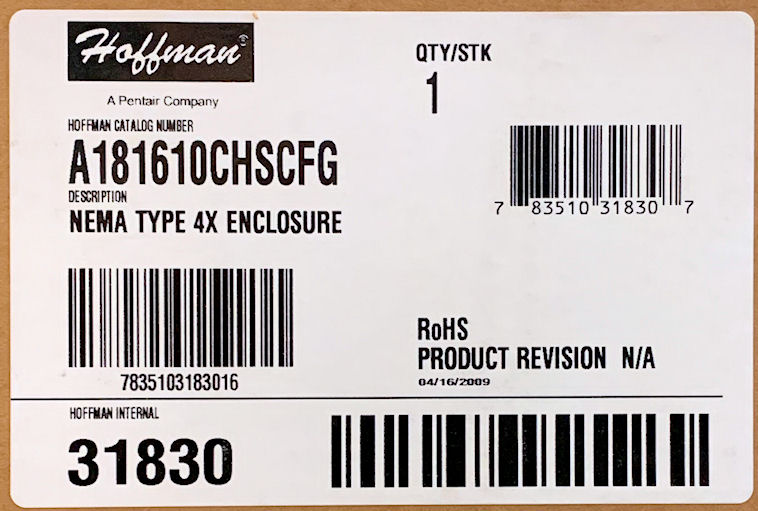 Hoffman®
A Pentair Company
HOFFMAN CATALOG NUMBER
A181610CHSCFG
DESCRIPTION
NEMA TYPE 4X ENCLOSURE
7835103183016
QTY/STK
1
7 83510 31830 7
RoHS
PRODUCT REVISION N/A
04/16/2009
HOFFMAN INTERNAL
31830